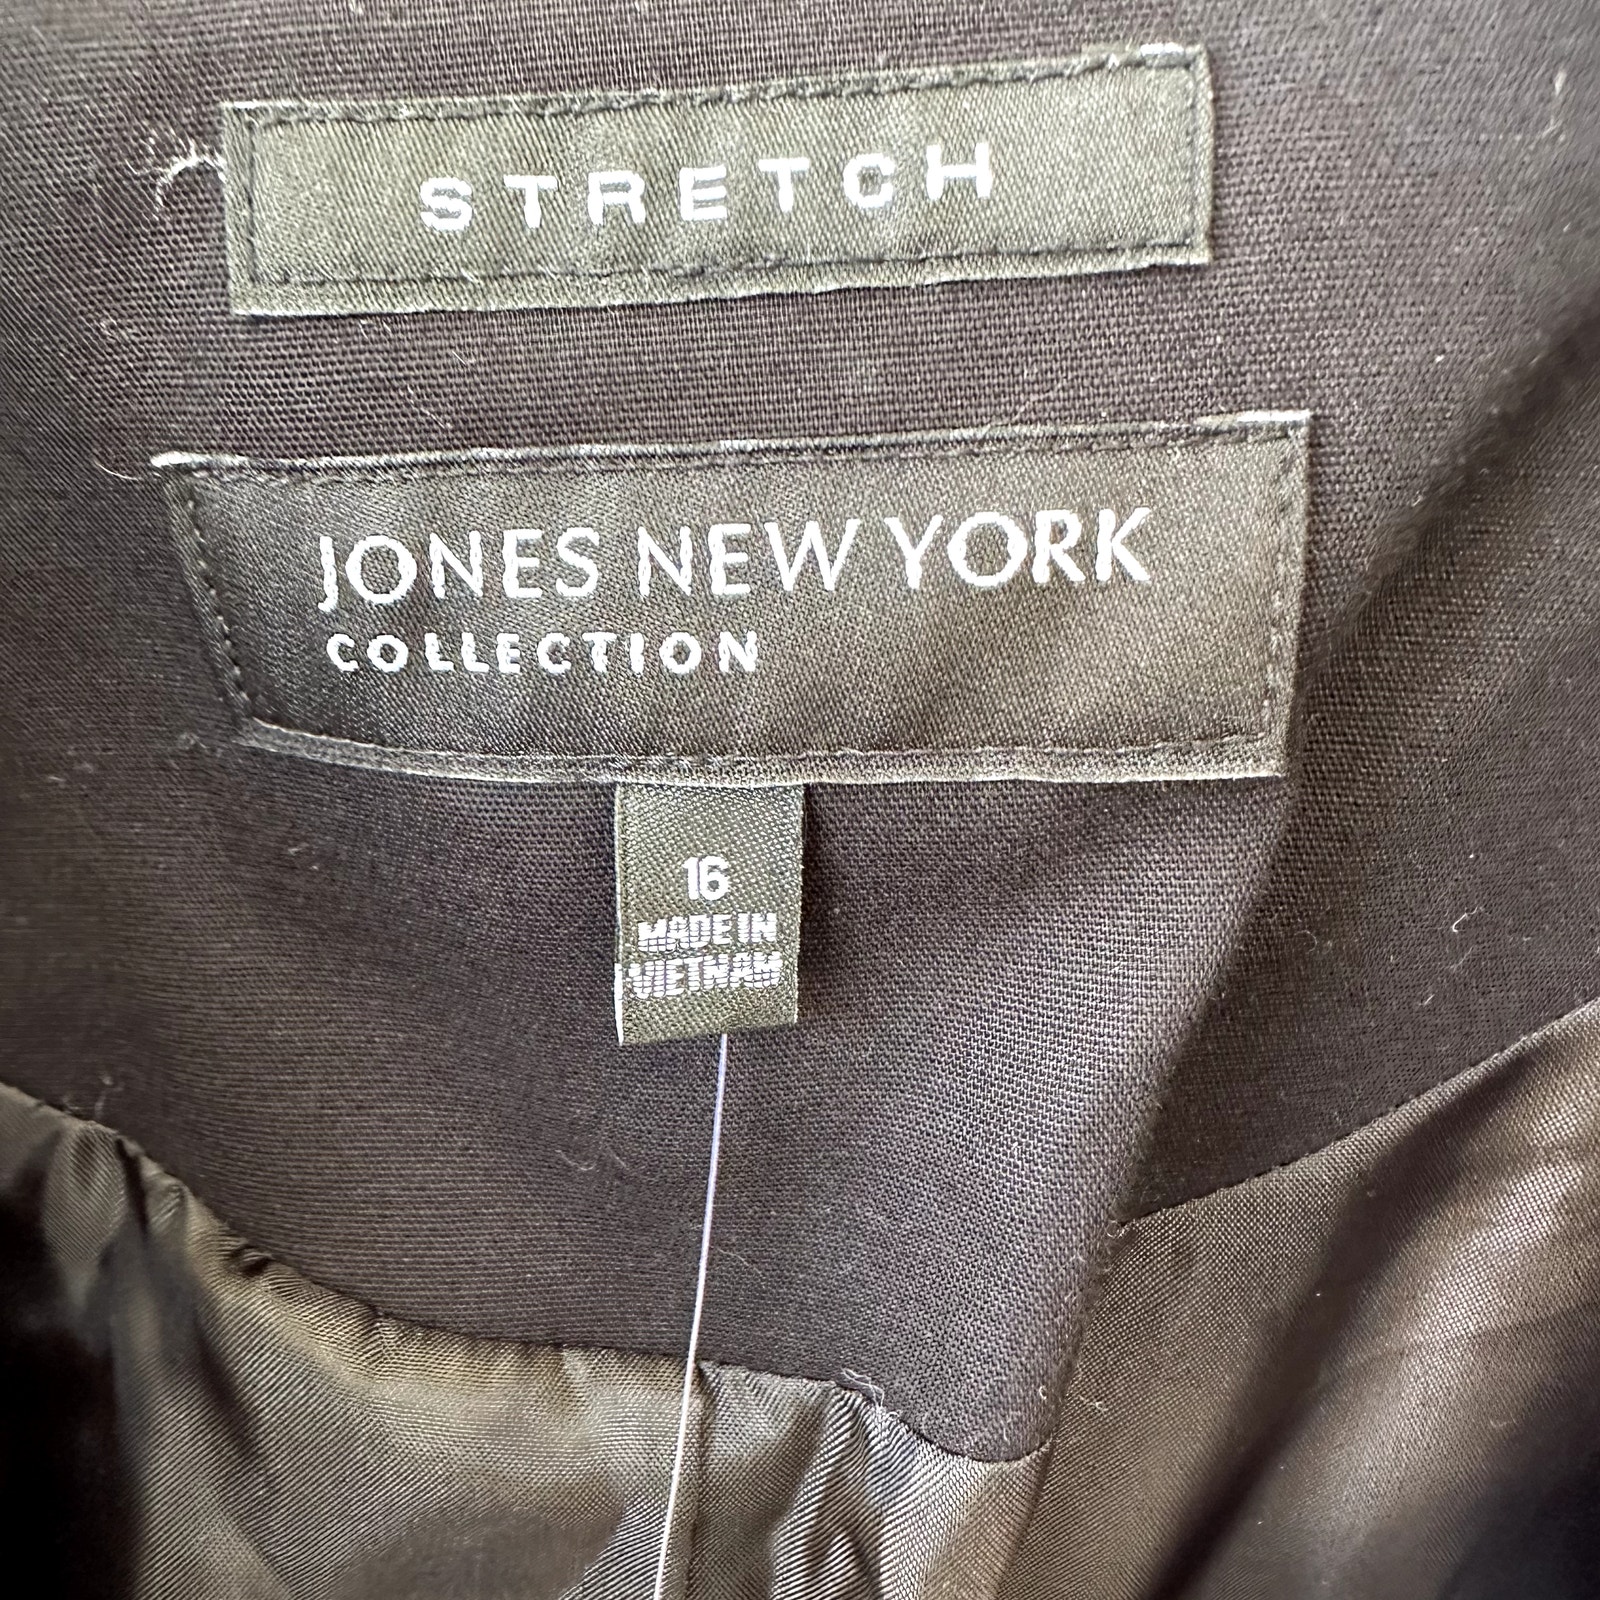 STRETCH
JONES NEW YORK
COLLECTION
16
MADE IN
VIETNAM